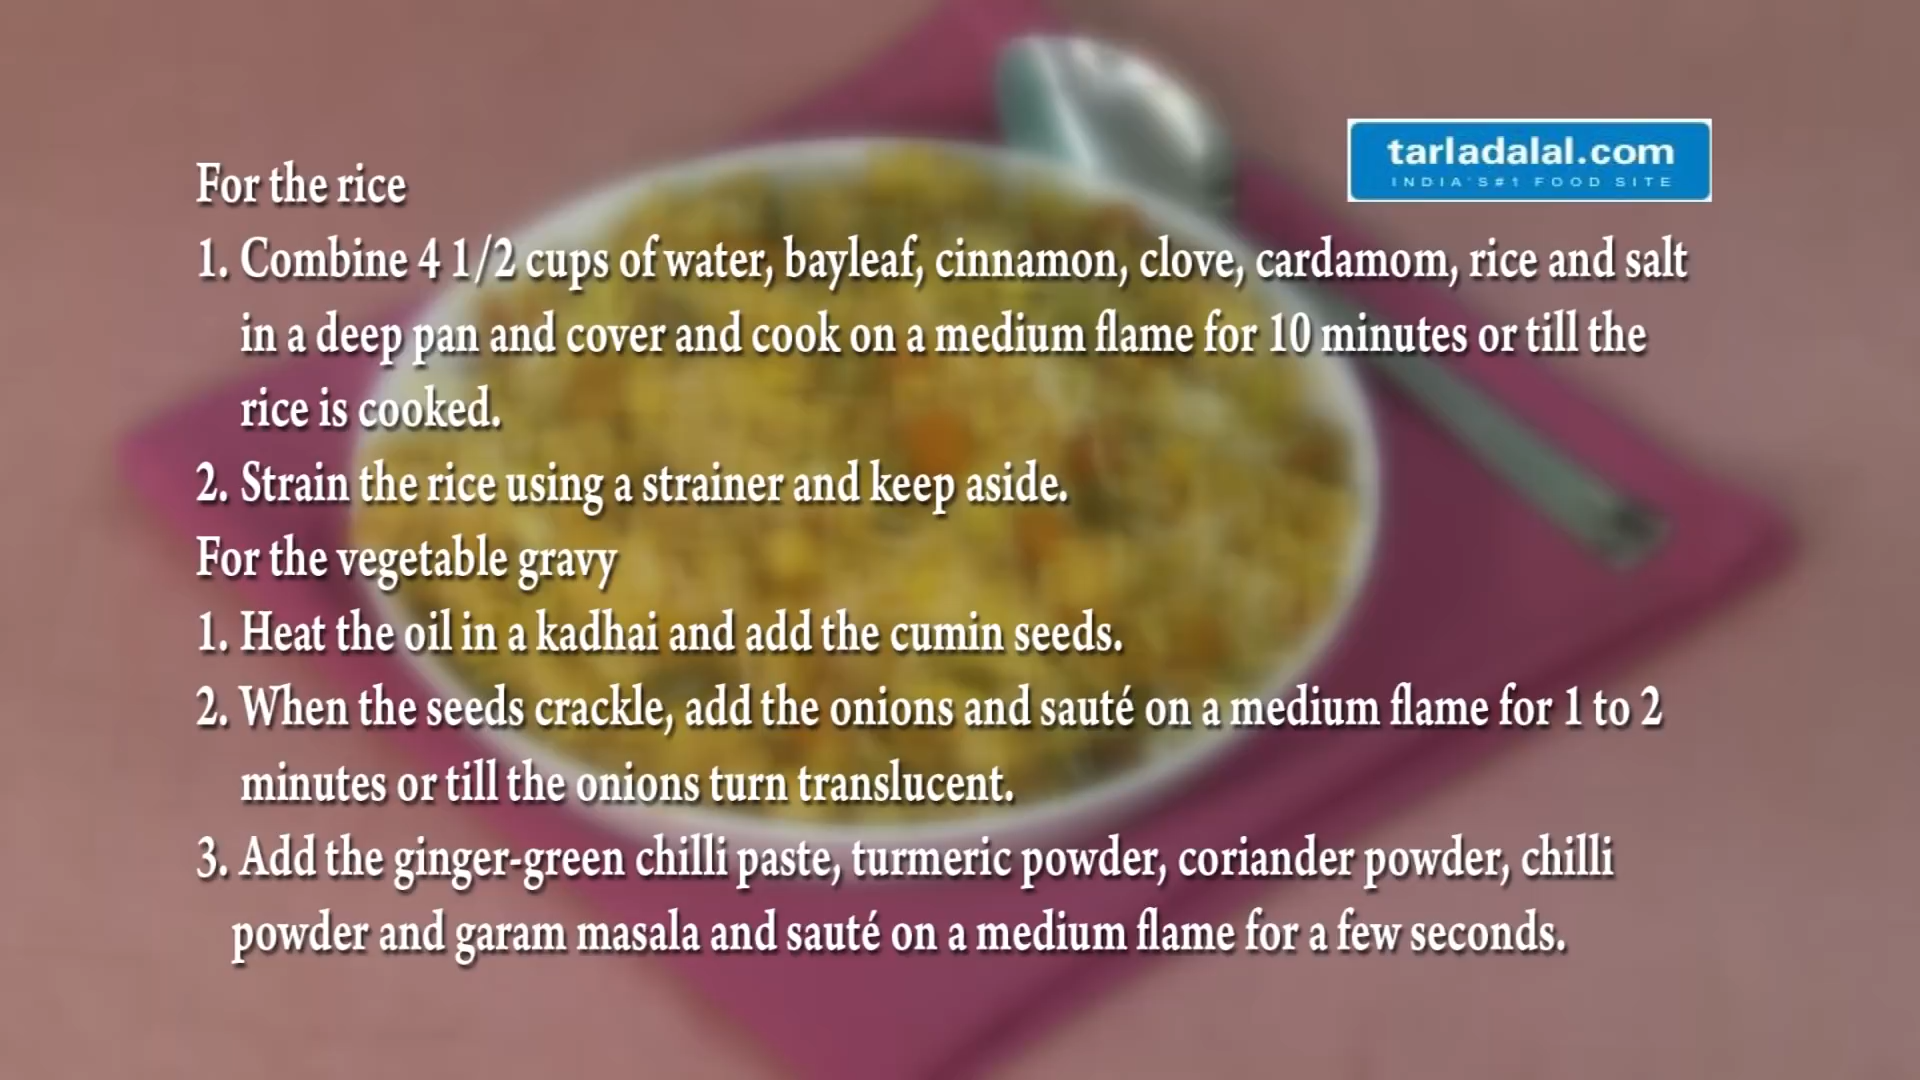 tarladalal.com
INDIA'S#1 FOOD SITE
For the rice
1. Combine 4 1/2 cups of water, bayleaf, cinnamon, clove, cardamom, rice and salt
in a deep pan and cover and cook on a medium flame for 10 minutes or till the
rice is cooked.
2. Strain the rice using a strainer and keep aside.
For the vegetable gravy
1. Heat the oil in a kadhai and add the cumin seeds.
2. When the seeds crackle, add the onions and sauté on a medium flame for 1 to 2
minutes or till the onions turn translucent.
3. Add the ginger-green chilli paste, turmeric powder, coriander powder, chilli
powder and garam masala and sauté on a medium flame for a few seconds.